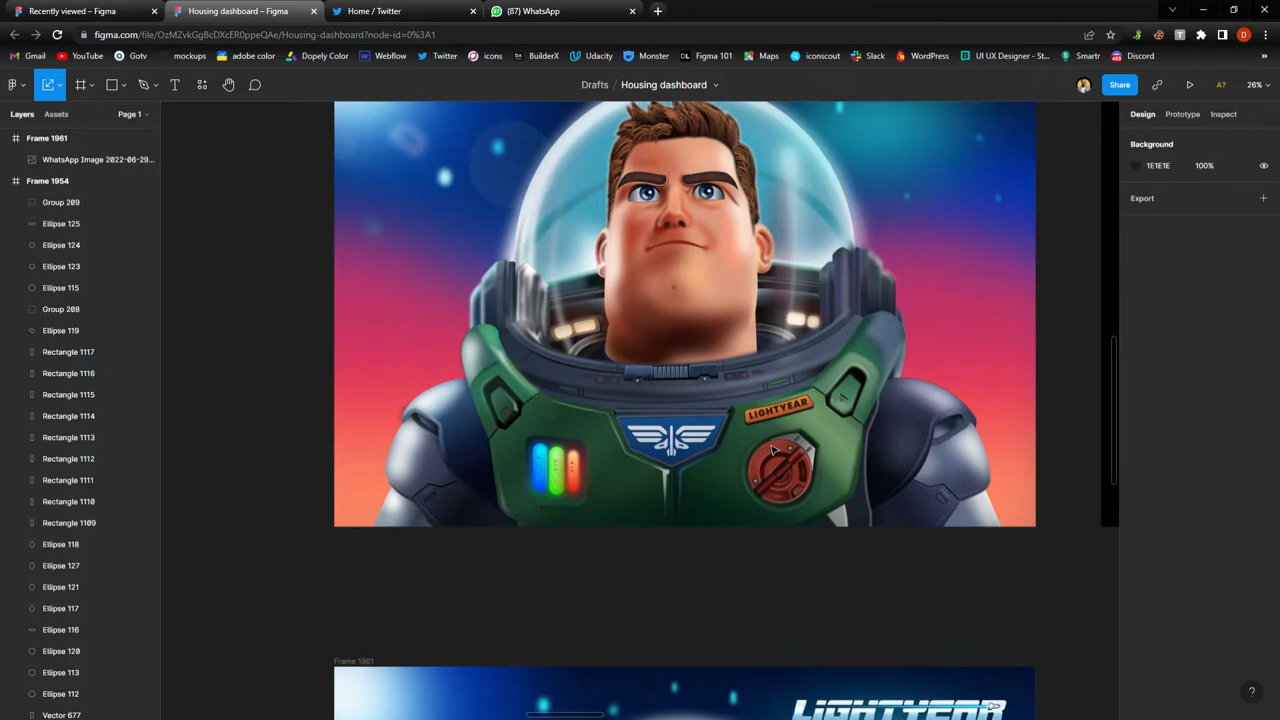 Recently viewed – Figma
Housing dashboard – Figma
Home / Twitter
(87) WhatsApp
figma.com/file/OzMZvkGgBcDXcER0ppeQAe/Housing-dashboard?node-id=0%3A1
D
Gmail
YouTube
Gotv
mockups
adobe color
Dopely Color
Webflow
Twitter
icons
BuilderX
Udacity
Monster
Figma 101
Maps
iconscout
Slack
WordPress
UI UX Designer - St...
Smartr
Discord
Drafts / Housing dashboard
Share
A?
26%
Layers
Assets
Page 1
Design
Prototype
Inspect
Frame 1961
WhatsApp Image 2022-06-29...
Frame 1954
Group 209
Ellipse 125
Ellipse 124
Ellipse 123
Ellipse 115
Group 208
Ellipse 119
Rectangle 1117
Rectangle 1116
Rectangle 1115
Rectangle 1114
Rectangle 1113
Rectangle 1112
Rectangle 1111
Rectangle 1110
Rectangle 1109
Ellipse 118
Ellipse 127
Ellipse 121
Ellipse 117
Ellipse 116
Ellipse 120
Ellipse 113
Ellipse 112
Vector 677
Background
1E1E1E
100%
Export
LIGHTYEAR
Frame 1961
LIGHTYEAR
?